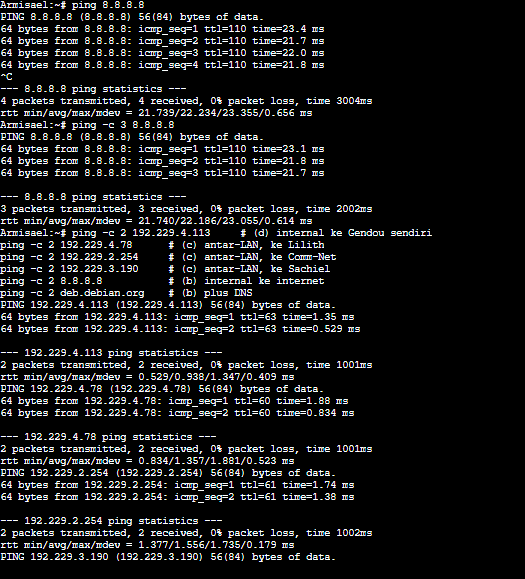 Armisael:~# ping 8.8.8.8
PING 8.8.8.8 (8.8.8.8) 56(84) bytes of data.
64 bytes from 8.8.8.8: icmp_seq=1 ttl=110 time=23.4 ms
64 bytes from 8.8.8.8: icmp_seq=2 ttl=110 time=21.7 ms
64 bytes from 8.8.8.8: icmp_seq=3 ttl=110 time=22.0 ms
64 bytes from 8.8.8.8: icmp_seq=4 ttl=110 time=21.8 ms
^C
--- 8.8.8.8 ping statistics ---
4 packets transmitted, 4 received, 0% packet loss, time 3004ms
rtt min/avg/max/mdev = 21.739/22.234/23.355/0.656 ms
Armisael:~# ping -c 3 8.8.8.8
PING 8.8.8.8 (8.8.8.8) 56(84) bytes of data.
64 bytes from 8.8.8.8: icmp_seq=1 ttl=110 time=23.1 ms
64 bytes from 8.8.8.8: icmp_seq=2 ttl=110 time=21.8 ms
64 bytes from 8.8.8.8: icmp_seq=3 ttl=110 time=21.7 ms

--- 8.8.8.8 ping statistics ---
3 packets transmitted, 3 received, 0% packet loss, time 2002ms
rtt min/avg/max/mdev = 21.740/22.186/23.055/0.614 ms
Armisael:~# ping -c 2 192.229.4.113     # (d) internal ke Gendou sendiri
ping -c 2 192.229.4.78      # (c) antar-LAN, ke Lilith
ping -c 2 192.229.2.254     # (c) antar-LAN, ke Comm-Net
ping -c 2 192.229.3.190     # (c) antar-LAN, ke Sachiel
ping -c 2 8.8.8.8           # (b) internal ke internet
ping -c 2 deb.debian.org    # (b) plus DNS
PING 192.229.4.113 (192.229.4.113) 56(84) bytes of data.
64 bytes from 192.229.4.113: icmp_seq=1 ttl=63 time=1.35 ms
64 bytes from 192.229.4.113: icmp_seq=2 ttl=63 time=0.529 ms

--- 192.229.4.113 ping statistics ---
2 packets transmitted, 2 received, 0% packet loss, time 1001ms
rtt min/avg/max/mdev = 0.529/0.938/1.347/0.409 ms
PING 192.229.4.78 (192.229.4.78) 56(84) bytes of data.
64 bytes from 192.229.4.78: icmp_seq=1 ttl=60 time=1.88 ms
64 bytes from 192.229.4.78: icmp_seq=2 ttl=60 time=0.834 ms

--- 192.229.4.78 ping statistics ---
2 packets transmitted, 2 received, 0% packet loss, time 1001ms
rtt min/avg/max/mdev = 0.834/1.357/1.881/0.523 ms
PING 192.229.2.254 (192.229.2.254) 56(84) bytes of data.
64 bytes from 192.229.2.254: icmp_seq=1 ttl=61 time=1.74 ms
64 bytes from 192.229.2.254: icmp_seq=2 ttl=61 time=1.38 ms

--- 192.229.2.254 ping statistics ---
2 packets transmitted, 2 received, 0% packet loss, time 1002ms
rtt min/avg/max/mdev = 1.377/1.556/1.735/0.179 ms
PING 192.229.3.190 (192.229.3.190) 56(84) bytes of data.